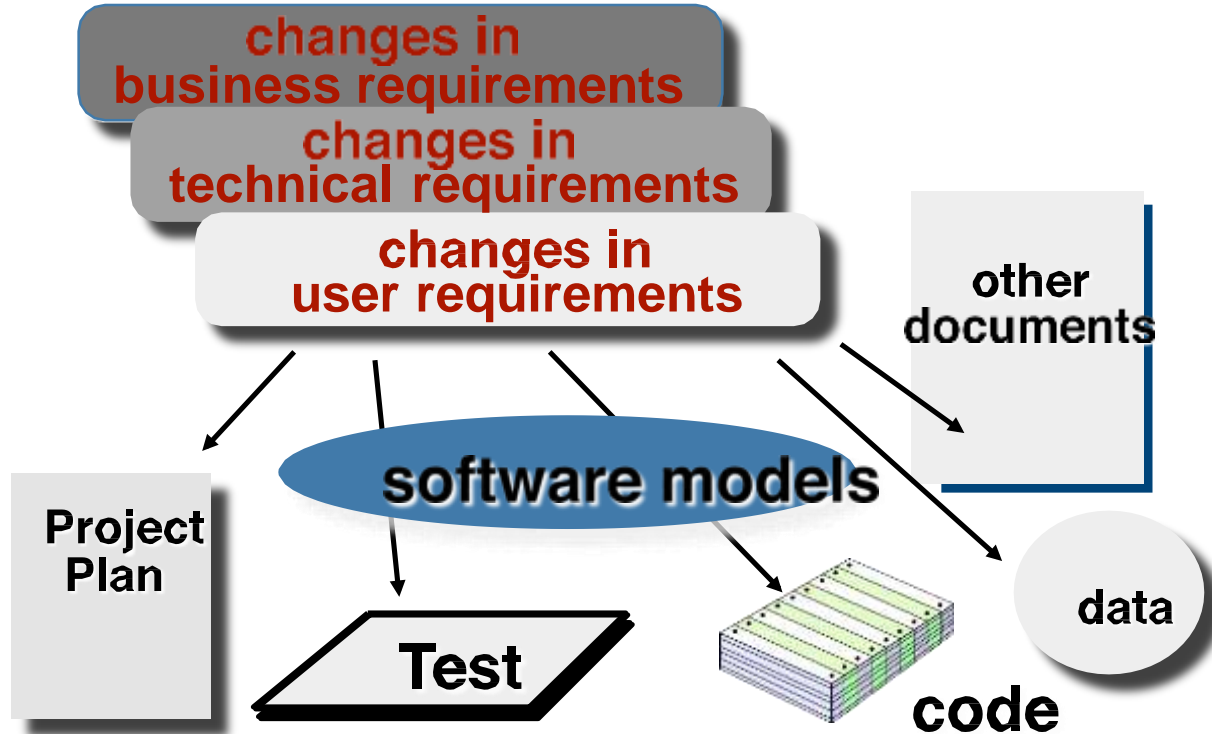 changes in
business requirements
changes in
technical requirements
changes in
user requirements
other
documents
software models
Project
Plan
data
Test
code